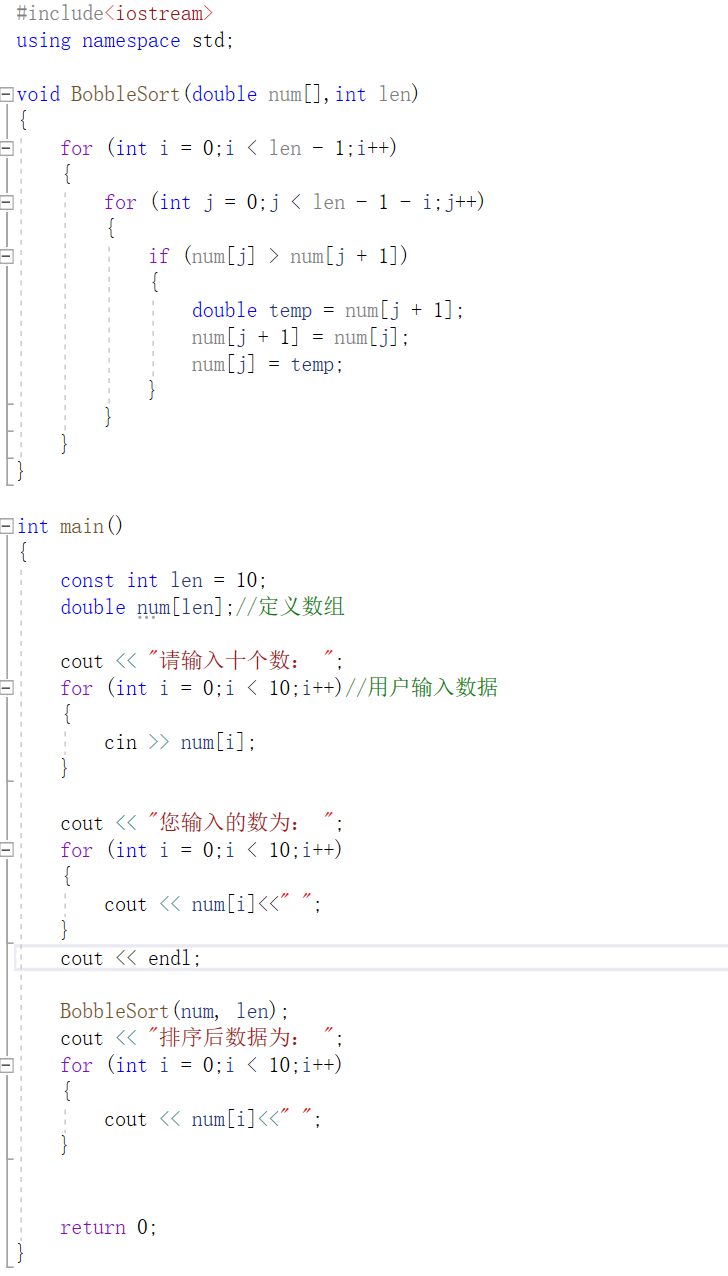 #include<iostream>
using namespace std;
void BobbleSort(double num[],int len)
{
for (int i = 0;i < len - 1;i++)
{
for (int j = 0;j < len - 1 - i;j++)
{
if (num[j] > num[j + 1])
{
double temp = num[j + 1];
num[j + 1] = num[j];
num[j] = temp;
}
}
}
}
int main()
{
const int len = 10;
double num[len];//定义数组
cout << "请输入十个数： ";
for (int i = 0;i < 10;i++)//用户输入数据
{
cin >> num[i];
}
cout << "您输入的数为： ";
for (int i = 0;i < 10;i++)
{
cout << num[i]<<" ";
}
cout << endl;
BobbleSort(num, len);
cout << "排序后数据为： ";
for (int i = 0;i < 10;i++)
{
cout << num[i]<<" ";
}
return 0;
}